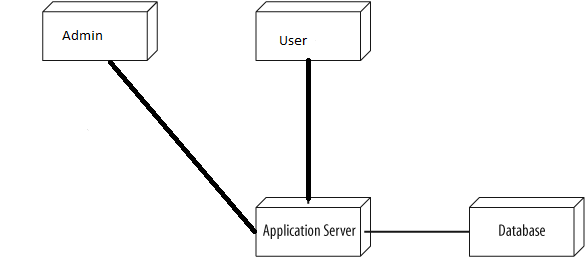 Admin
User
Application Server
Database